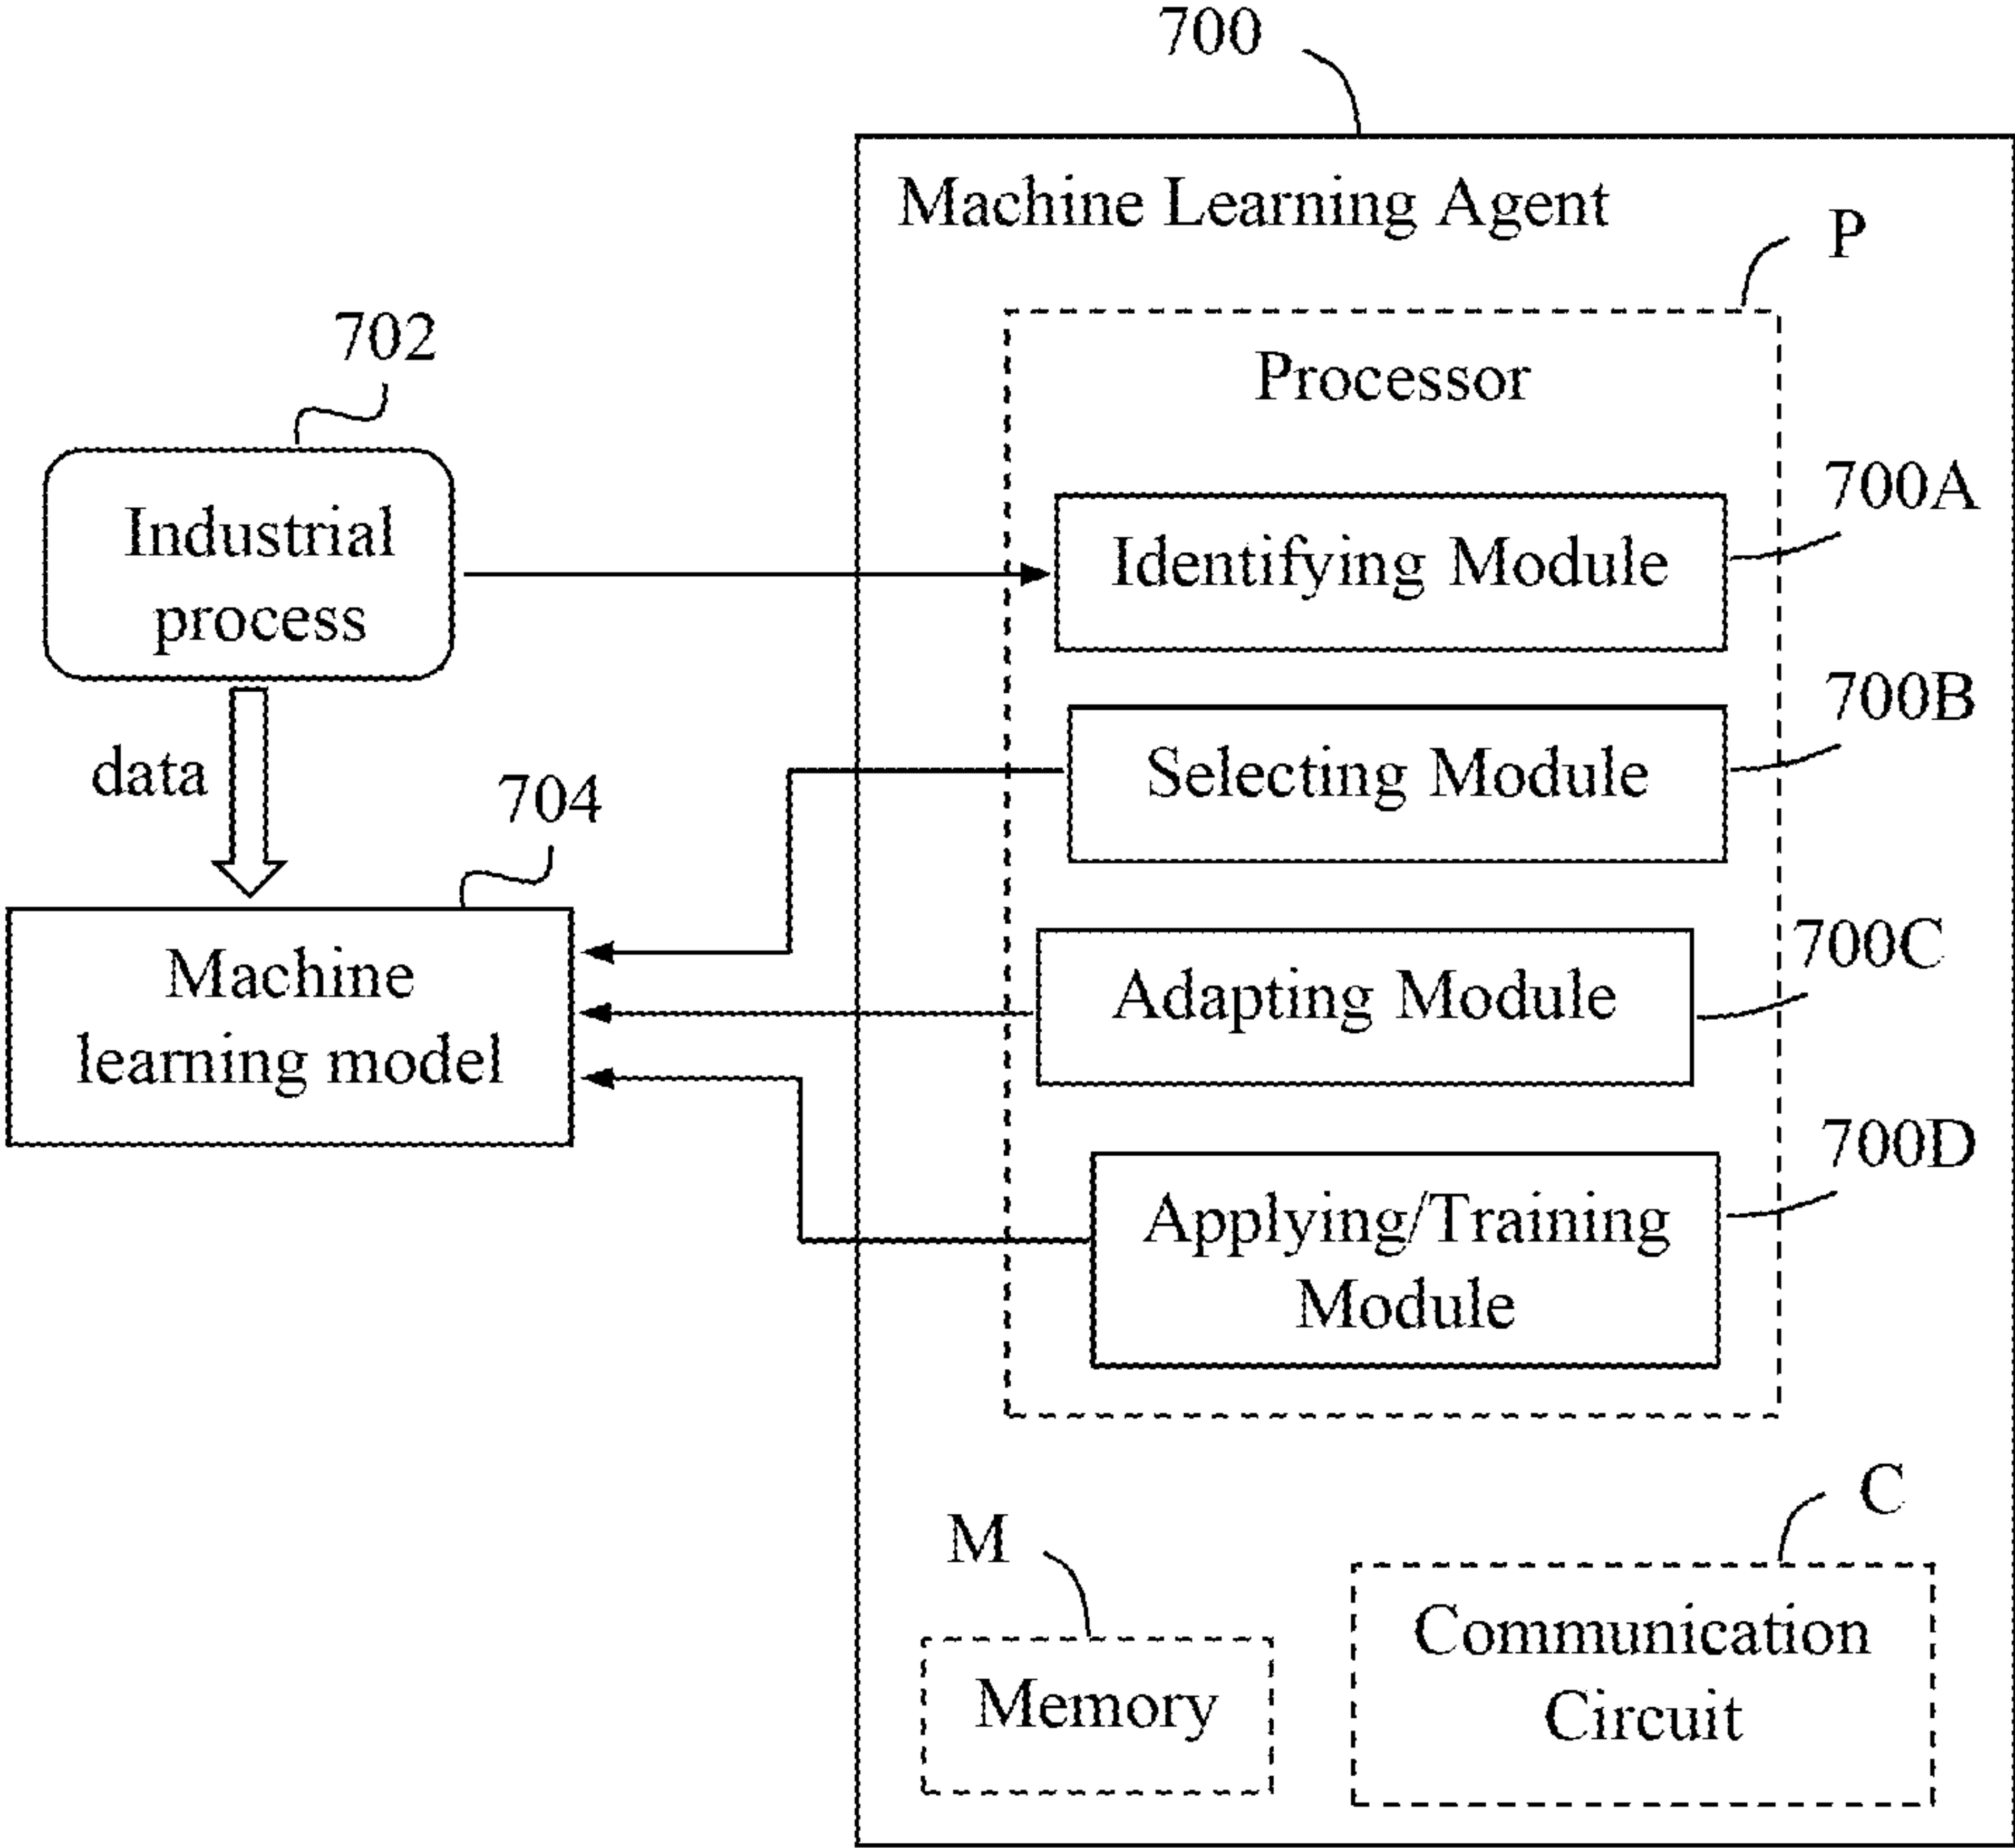 700
Machine Learning Agent
P
702
Processor
Industrial
process
700A
Identifying Module
700B
Selecting Module
data
704
Machine
learning model
700C
Adapting Module
700D
Applying/Training
Module
C
M
Communication
Circuit
Memory